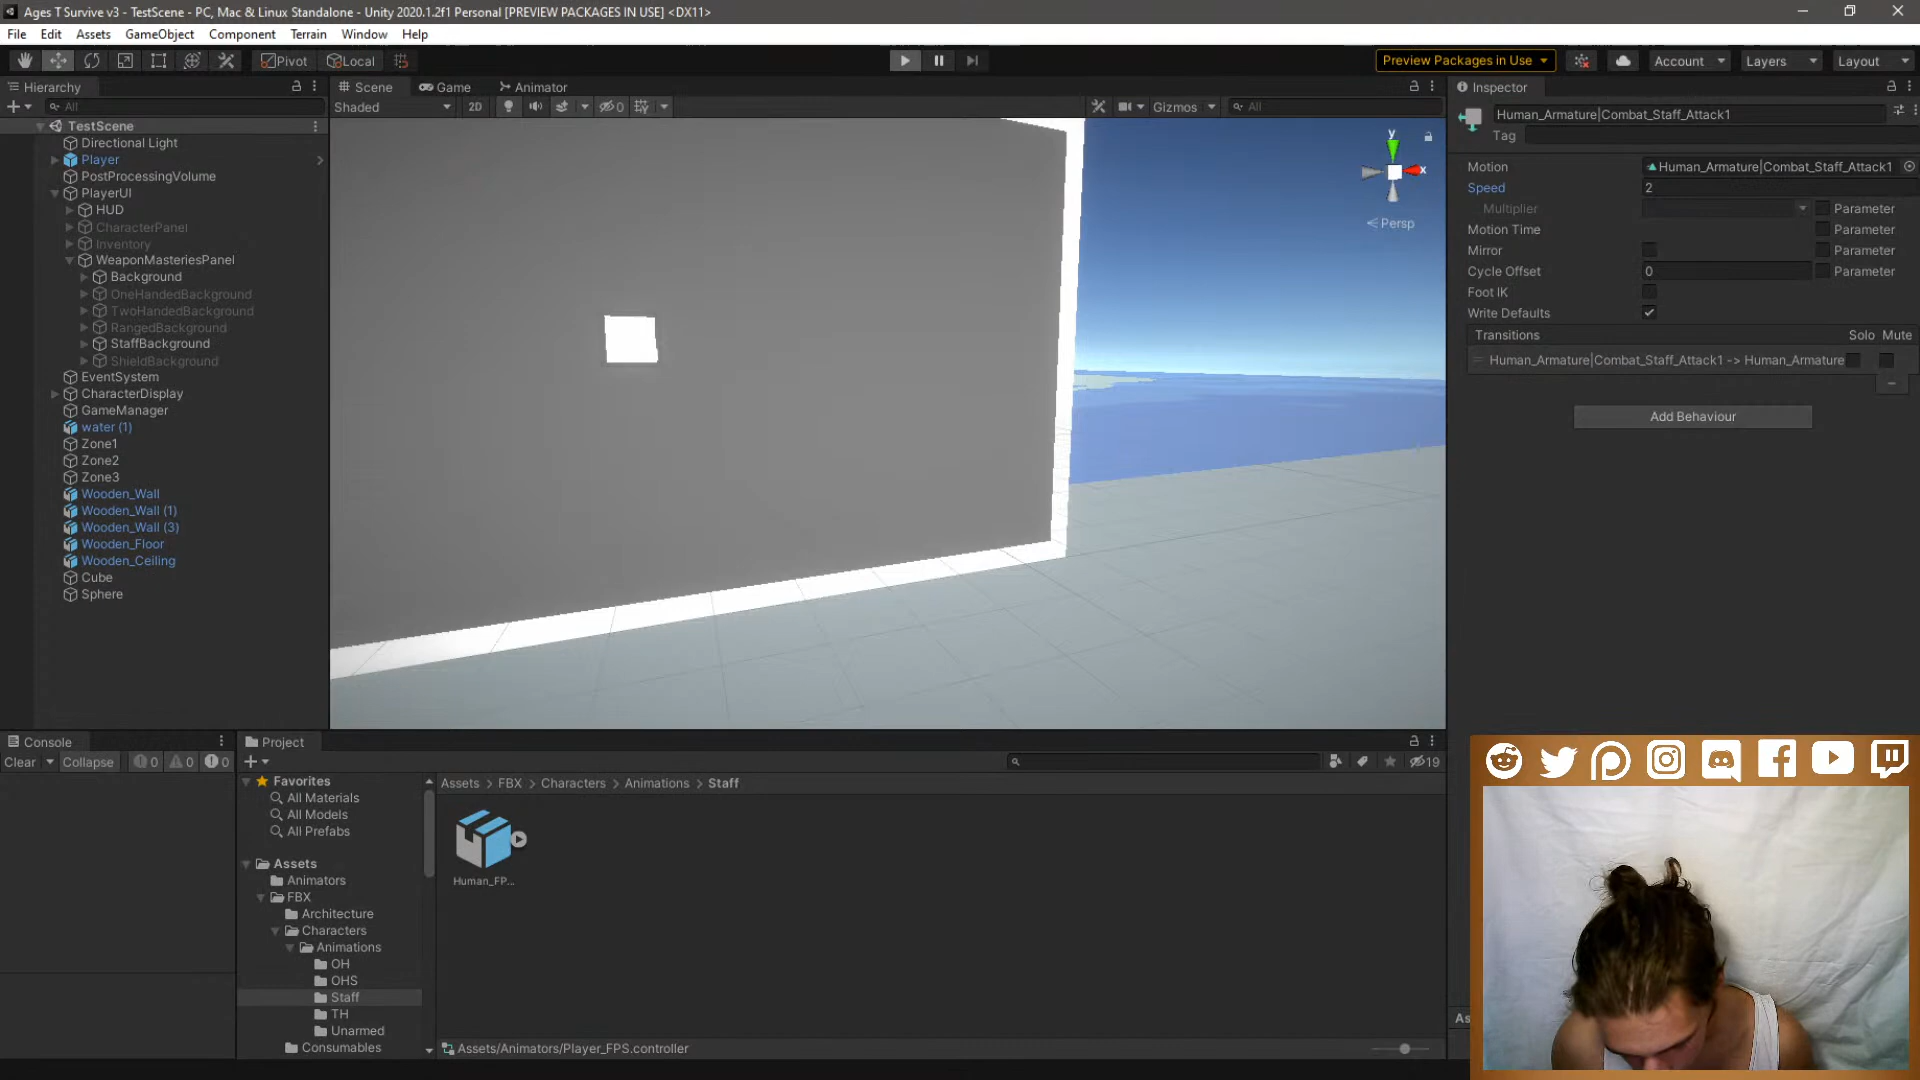 Ages T Survive v3 - TestScene - PC, Mac & Linux Standalone - Unity 2020.1.2f1 Personal [PREVIEW PACKAGES IN USE] <DX11>
File Edit Assets GameObject Component Terrain Window Help
Pivot Local Preview Packages in Use Account Layers Layout
Hierarchy
All
TestScene
Directional Light
Player
PostProcessingVolume
PlayerUI
HUD
CharacterPanel
Inventory
WeaponMasteriesPanel
Background
OneHandedBackground
TwoHandedBackground
RangedBackground
StaffBackground
ShieldBackground
EventSystem
CharacterDisplay
GameManager
water (1)
Zone1
Zone2
Zone3
Wooden_Wall
Wooden_Wall (1)
Wooden_Wall (3)
Wooden_Floor
Wooden_Ceiling
Cube
Sphere
Scene Game Animator
Shaded 2D 0 Gizmos All
y
x
Persp
Inspector
Human_Armature|Combat_Staff_Attack1
Tag
Motion Human_Armature|Combat_Staff_Attack1
Speed 2
Multiplier Parameter
Motion Time Parameter
Mirror Parameter
Cycle Offset 0 Parameter
Foot IK
Write Defaults
Transitions Solo Mute
Human_Armature|Combat_Staff_Attack1 -> Human_Armature
Add Behaviour
Console
Clear Collapse 0 0 0
Project
19
Favorites
All Materials
All Models
All Prefabs
Assets
Animators
FBX
Architecture
Characters
Animations
OH
OHS
Staff
TH
Unarmed
Consumables
Assets > FBX > Characters > Animations > Staff
Human_FP...
Assets/Animators/Player_FPS.controller
As